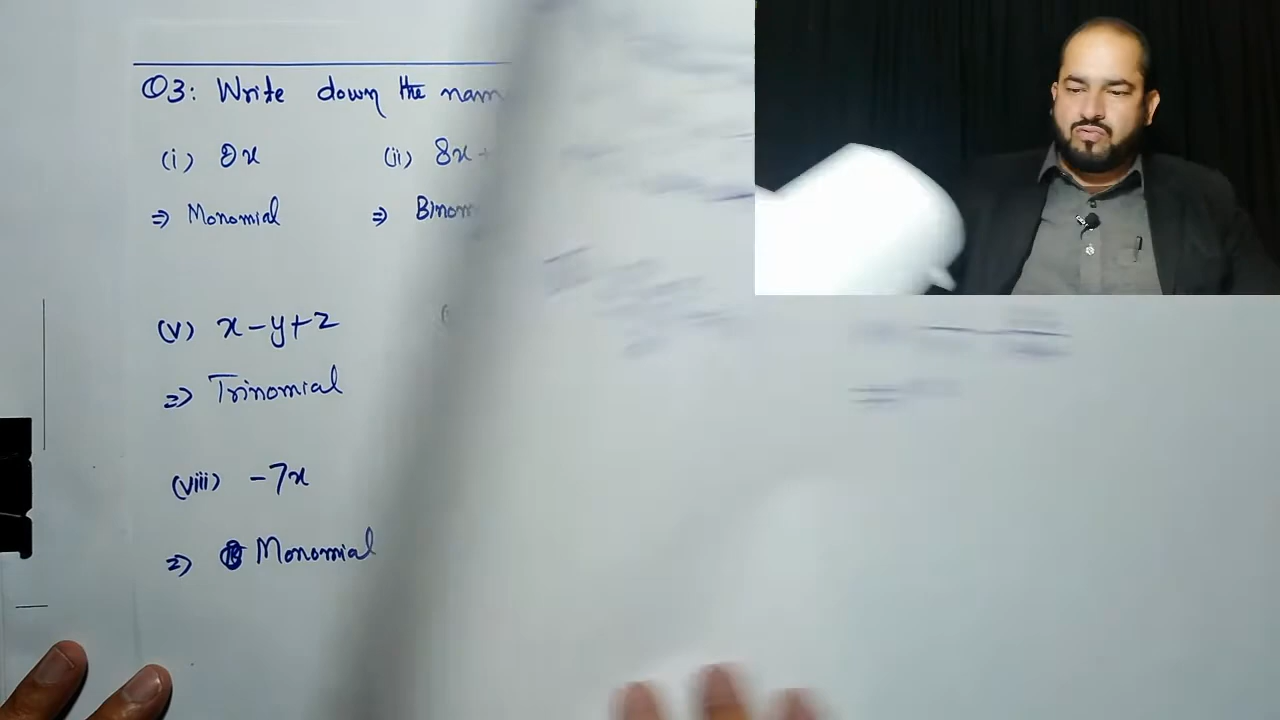 Q3: Write down the nam
(i) 8x (ii) 8x
⇒ Monomial ⇒ Binom
(v) x-y+z
⇒ Trinomial
(viii) -7x
⇒ Monomial